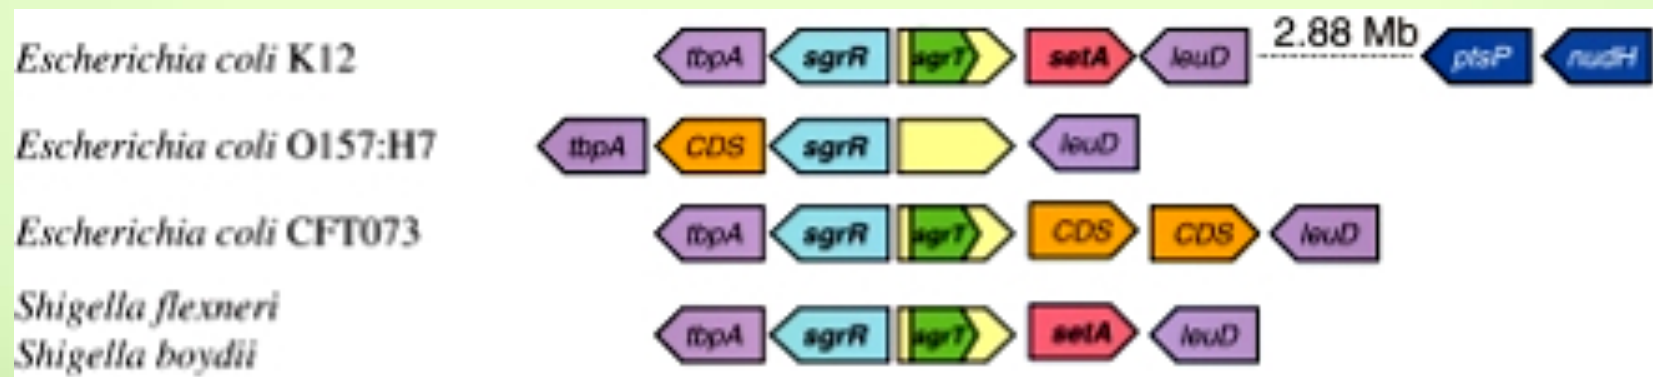 Escherichia coli K12 tbpA sgrR sgrT setA leuD 2.88 Mb ptsP nudH
Escherichia coli O157:H7 tbpA CDS sgrR leuD
Escherichia coli CFT073 tbpA sgrR sgrT CDS CDS leuD
Shigella flexneri
Shigella boydii tbpA sgrR sgrT setA leuD